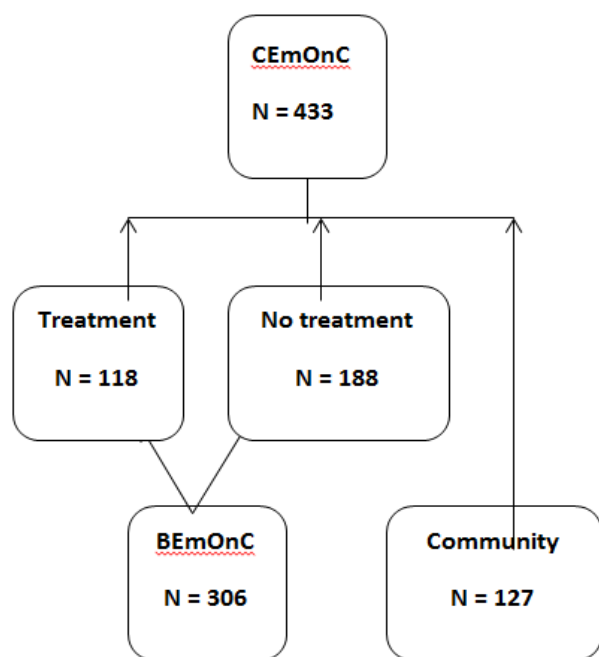 CEmOnC
N = 433
Treatment
N = 118
No treatment
N = 188
BEmOnC
N = 306
Community
N = 127